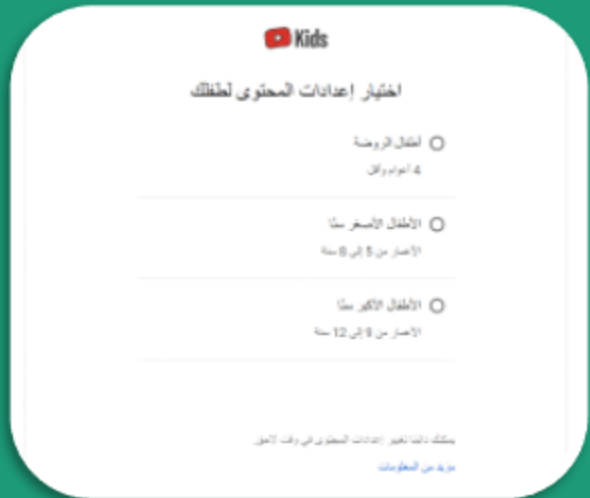 Kids
اختيار إعدادات المحتوى لطفلك
أطفال الروضة
4 أعوام وأقل
الأطفال الأصغر سنًا
الأعمار من 5 إلى 8 سنة
الأطفال الأكبر سنًا
الأعمار من 9 إلى 12 سنة
يمكنك دائمًا تغيير إعدادات المحتوى في وقت لاحق.
مزيد من المعلومات